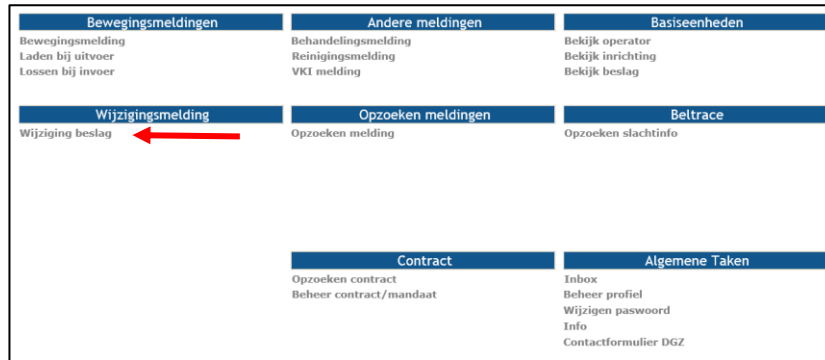 Bewegingsmeldingen
Bewegingsmelding
Laden bij uitvoer
Lossen bij invoer
Andere meldingen
Behandelingsmelding
Reinigingsmelding
VKI melding
Basiseenheden
Bekijk operator
Bekijk inrichting
Bekijk beslag
Wijzigingsmelding
Wijziging beslag
Opzoeken meldingen
Opzoeken melding
Beltrace
Opzoeken slachtinfo
Contract
Opzoeken contract
Beheer contract/mandaat
Algemene Taken
Inbox
Beheer profiel
Wijzigen paswoord
Info
Contactformulier DGZ